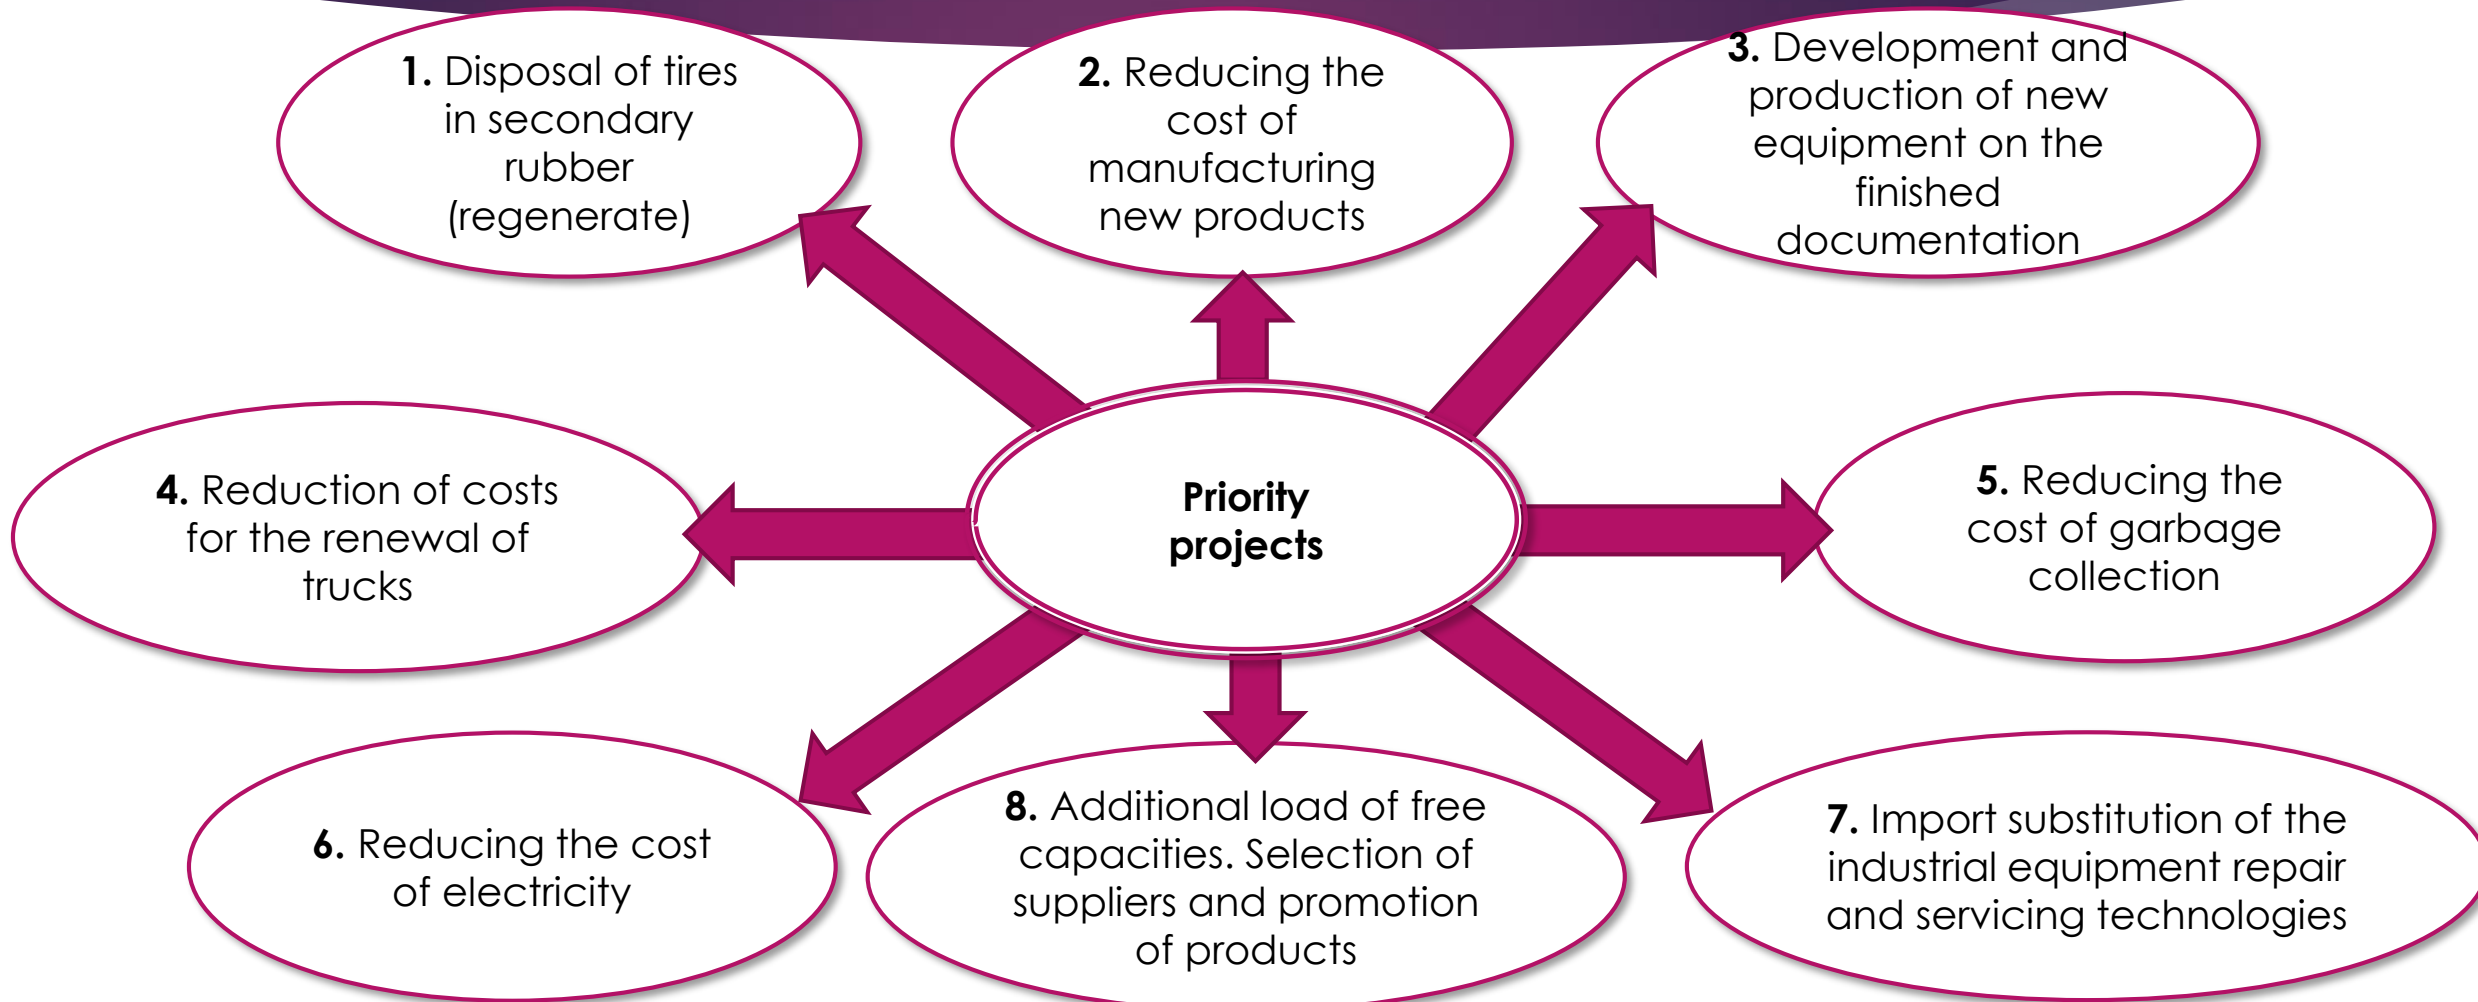 1. Disposal of tires
in secondary
rubber
(regenerate)
2. Reducing the
cost of
manufacturing
new products
3. Development and
production of new
equipment on the
finished
documentation
4. Reduction of costs
for the renewal of
trucks
Priority
projects
5. Reducing the
cost of garbage
collection
6. Reducing the cost
of electricity
8. Additional load of free
capacities. Selection of
suppliers and promotion
of products
7. Import substitution of the
industrial equipment repair
and servicing technologies